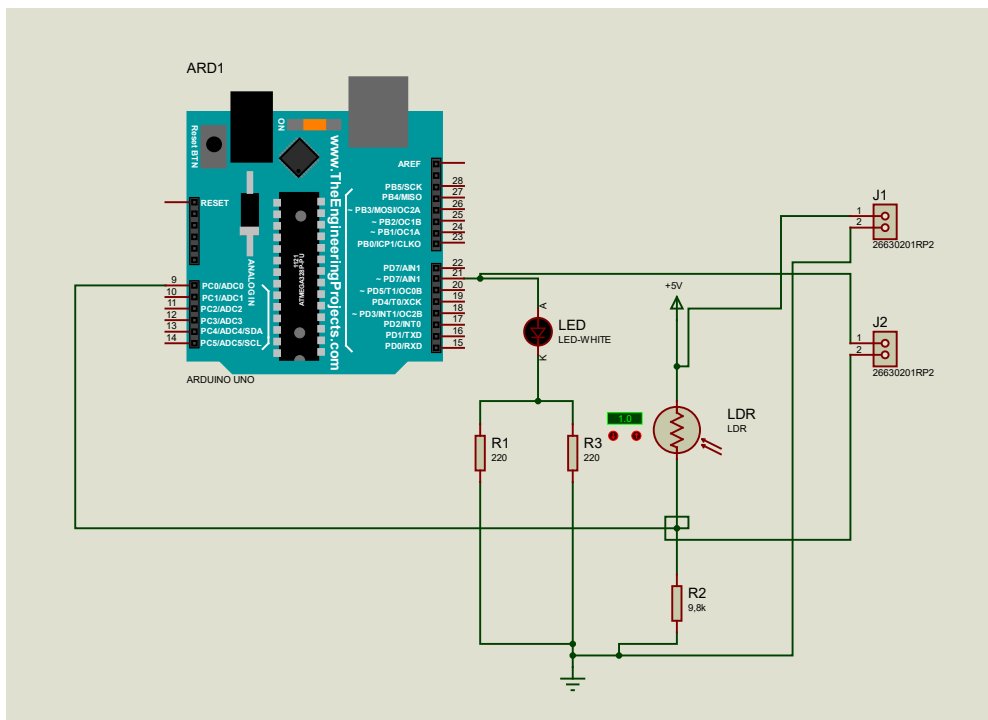 ARD1
ON
Reset BTN
www.TheEngineeringProjects.com
RESET
ANALOG IN
ATMEGA328P-PU
1121
AREF
PB5/SCK 28
PB4/MISO 27
~ PB3/MOSI/OC2A 26
~ PB2/OC1B 25
~ PB1/OC1A 24
PB0/ICP1/CLKO 23
PD7/AIN1 22
~ PD7/AIN1 21
~ PD5/T1/OC0B 20
PD4/T0/XCK 19
~ PD3/INT1/OC2B 18
PD2/INT0 17
PD1/TXD 16
PD0/RXD 15
9 PC0/ADC0
10 PC1/ADC1
11 PC2/ADC2
12 PC3/ADC3
13 PC4/ADC4/SDA
14 PC5/ADC5/SCL
ARDUINO UNO
J1
1
2
26630201RP2
+5V
A
LED
LED-WHITE
K
J2
1
2
26630201RP2
1.0
LDR
LDR
R1
220
R3
220
R2
9,8k